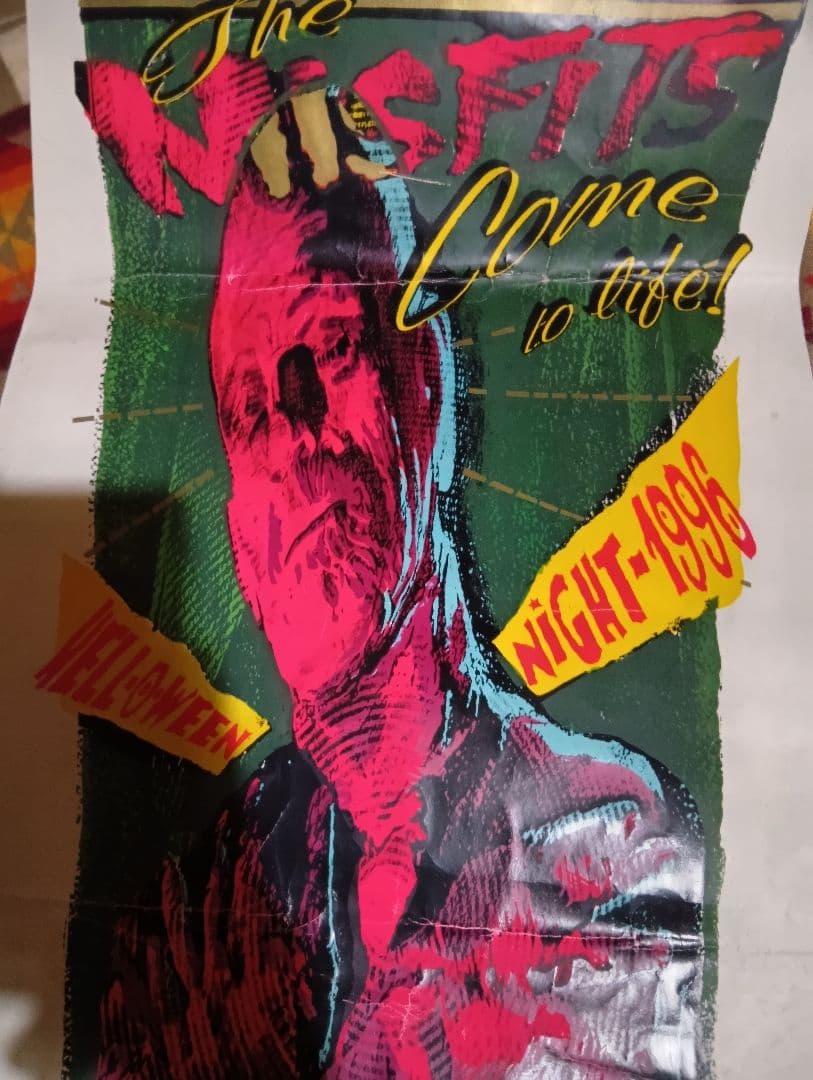 The
MiSFiTS
Come
to life!
NiGHT-1996
HELL-O-WEEN